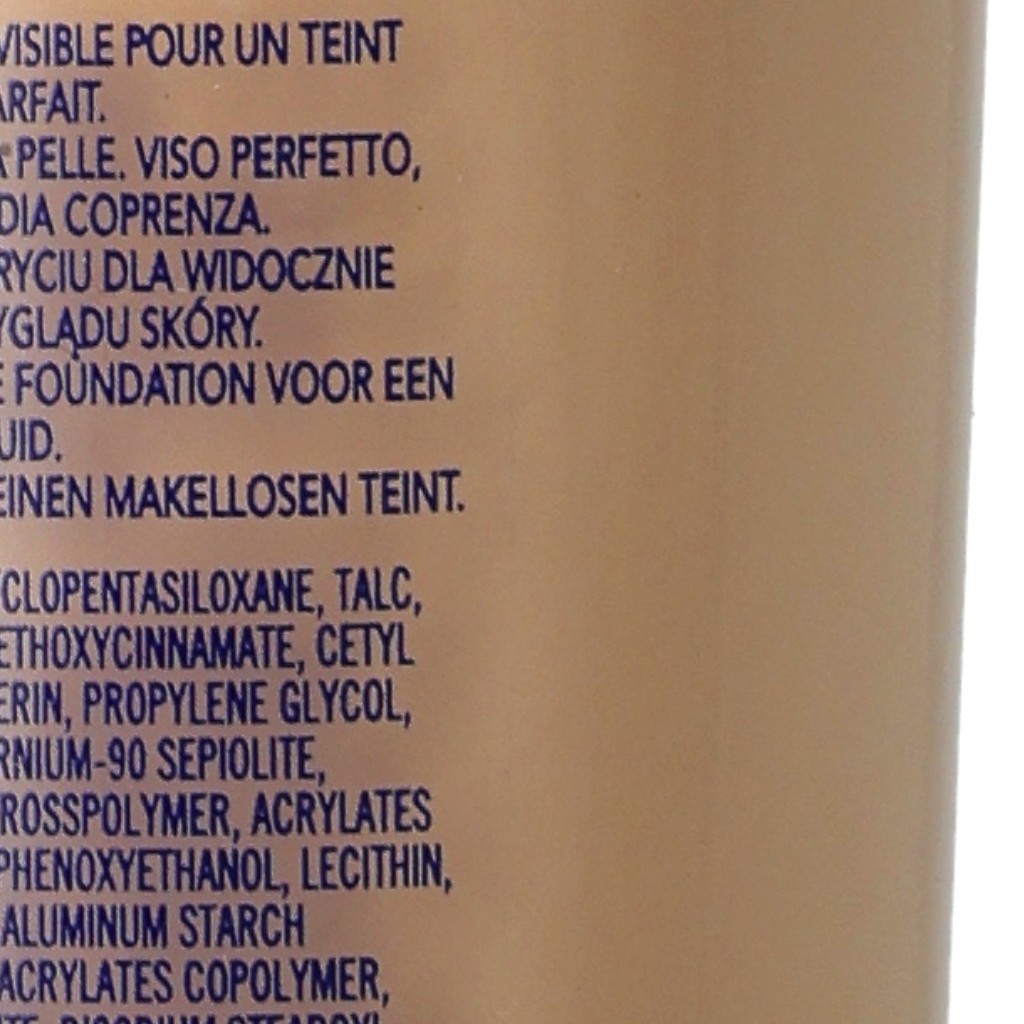 VISIBLE POUR UN TEINT
ARFAIT.
PELLE. VISO PERFETTO,
DIA COPRENZA.
RYCIU DLA WIDOCZNIE
YGLĄDU SKÓRY.
E FOUNDATION VOOR EEN
UID.
EINEN MAKELLOSEN TEINT.
CLOPENTASILOXANE, TALC,
ETHOXYCINNAMATE, CETYL
ERIN, PROPYLENE GLYCOL,
RNIUM-90 SEPIOLITE,
ROSSPOLYMER, ACRYLATES
PHENOXYETHANOL, LECITHIN,
ALUMINUM STARCH
ACRYLATES COPOLYMER,
DISODIUM STEAROYL